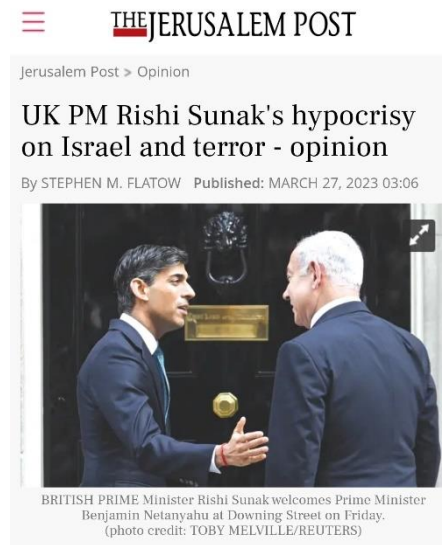 THE JERUSALEM POST
Jerusalem Post > Opinion
UK PM Rishi Sunak's hypocrisy
on Israel and terror - opinion
By STEPHEN M. FLATOW Published: MARCH 27, 2023 03:06
BRITISH PRIME Minister Rishi Sunak welcomes Prime Minister
Benjamin Netanyahu at Downing Street on Friday.
(photo credit: TOBY MELVILLE/REUTERS)